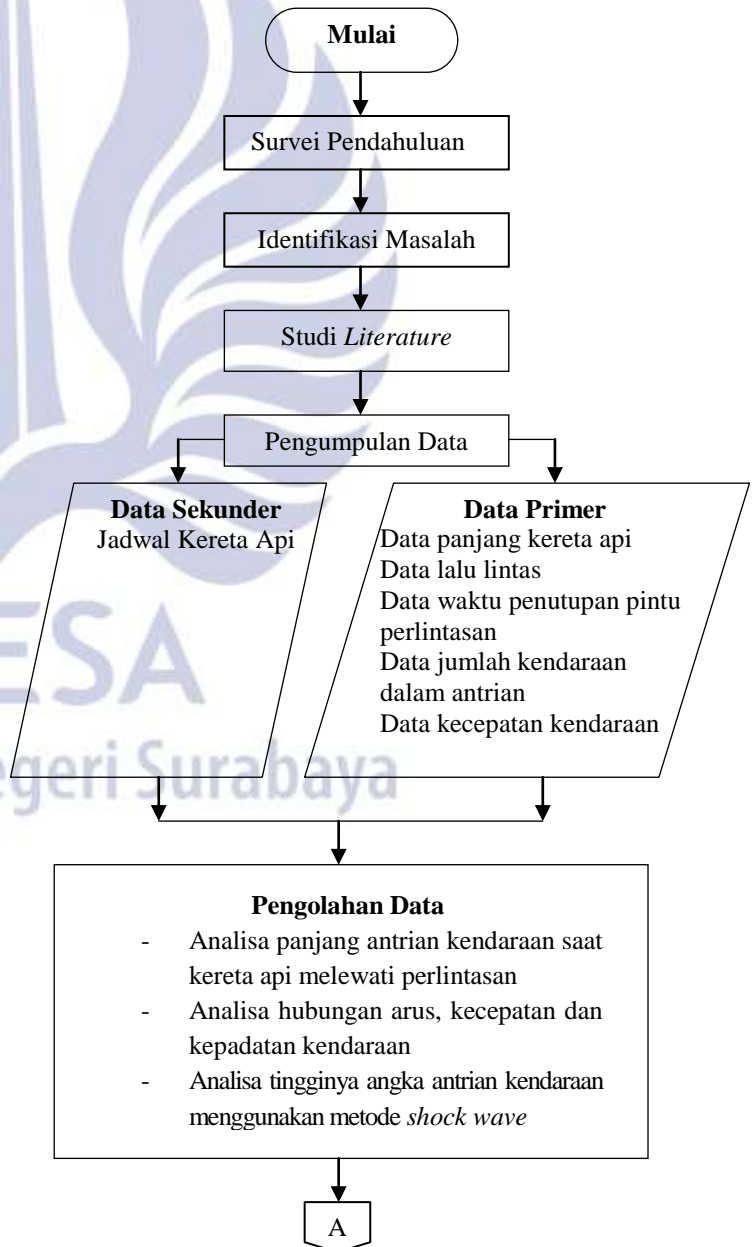 Mulai
Survei Pendahuluan
Identifikasi Masalah
Studi Literature
Pengumpulan Data
Data Sekunder
Jadwal Kereta Api
Data Primer
Data panjang kereta api
Data lalu lintas
Data waktu penutupan pintu
perlintasan
Data jumlah kendaraan
dalam antrian
Data kecepatan kendaraan
ESA
egeri Surabaya
Pengolahan Data
- Analisa panjang antrian kendaraan saat
kereta api melewati perlintasan
- Analisa hubungan arus, kecepatan dan
kepadatan kendaraan
- Analisa tingginya angka antrian kendaraan
menggunakan metode shock wave
A